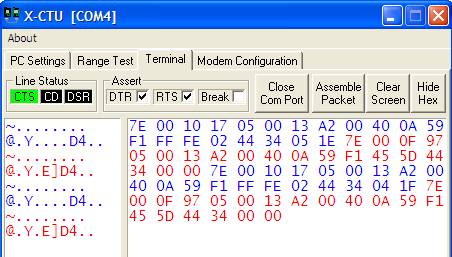 X-CTU [COM4]
About
PC Settings Range Test Terminal Modem Configuration
Line Status Assert
CTS CD DSR DTR RTS Break
Close Com Port
Assemble Packet
Clear Screen
Hide Hex
~........
@.Y....D4..
~........
@.Y.E]D4..
~........
@.Y....D4..
~........
@.Y.E]D4..
7E 00 10 17 05 00 13 A2 00 40 0A 59
F1 FF FE 02 44 34 05 1E 7E 00 0F 97
05 00 13 A2 00 40 0A 59 F1 45 5D 44
34 00 00 7E 00 10 17 05 00 13 A2 00
40 0A 59 F1 FF FE 02 44 34 04 1F 7E
00 0F 97 05 00 13 A2 00 40 0A 59 F1
45 5D 44 34 00 00